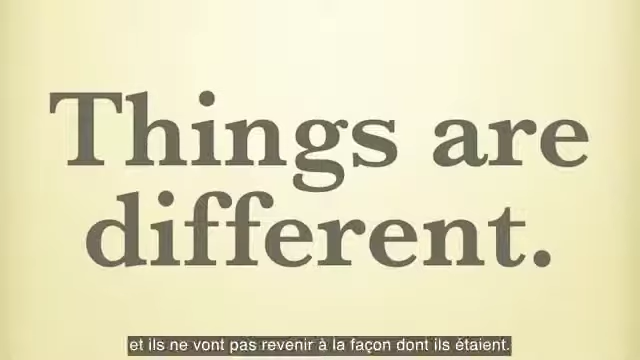 Things are
different.
et ils ne vont pas revenir à la façon dont ils étaient.